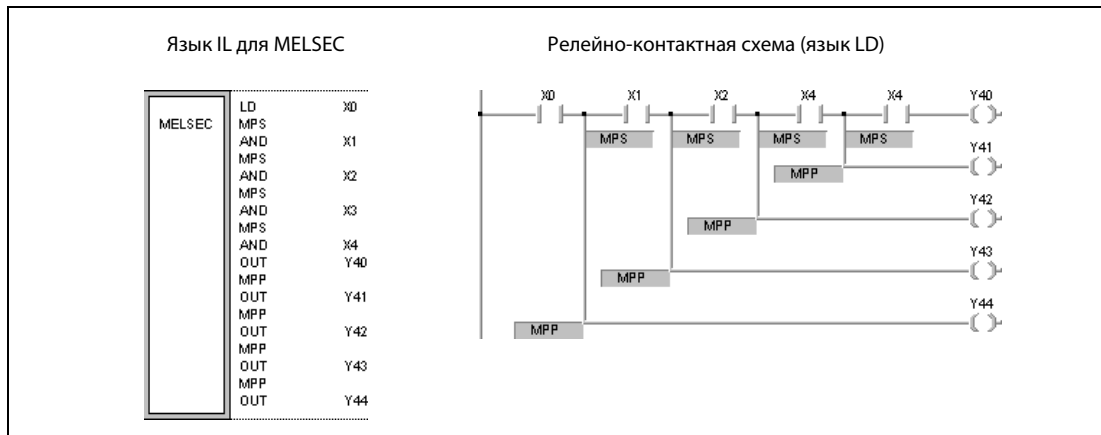 Язык IL для MELSEC
Релейно-контактная схема (язык LD)
MELSEC
LD X0
MPS
AND X1
MPS
AND X2
MPS
AND X3
MPS
AND X4
OUT Y40
MPP
OUT Y41
MPP
OUT Y42
MPP
OUT Y43
MPP
OUT Y44
X0 X1 X2 X4 X4 Y40
MPS MPS MPS MPS
Y41
MPP
Y42
MPP
Y43
MPP
Y44
MPP